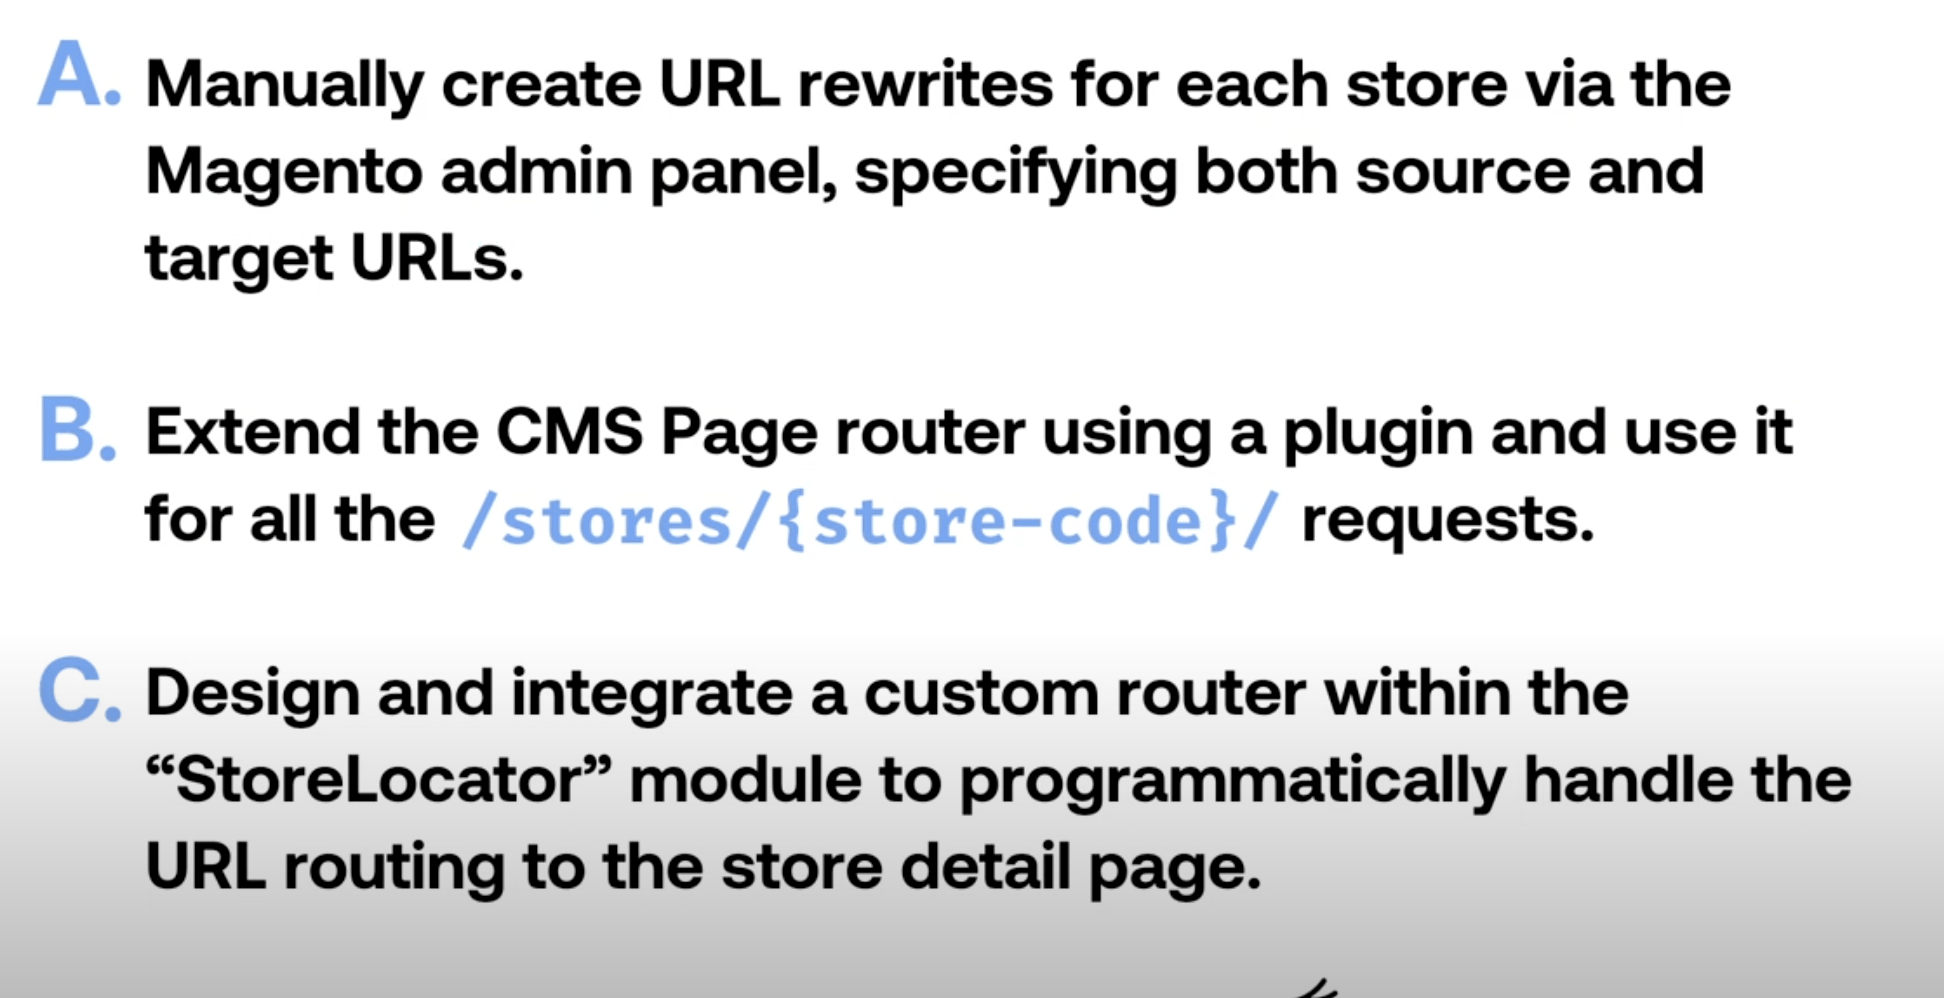 A. Manually create URL rewrites for each store via the
Magento admin panel, specifying both source and
target URLs.
B. Extend the CMS Page router using a plugin and use it
for all the /stores/{store-code}/ requests.
C. Design and integrate a custom router within the
“StoreLocator” module to programmatically handle the
URL routing to the store detail page.